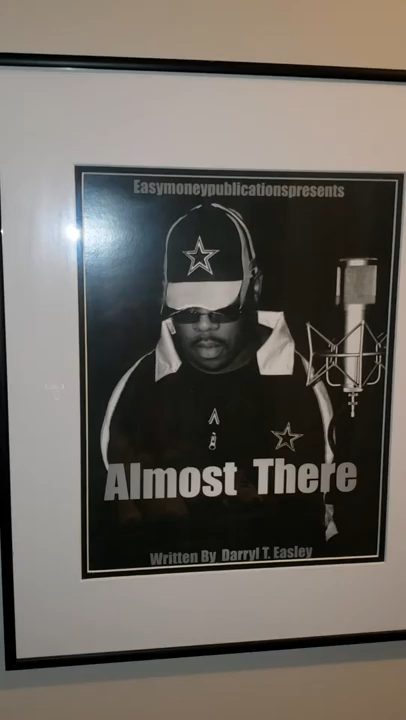 Easymoneypublicationspresents
Almost There
Written By Darryl T. Easley